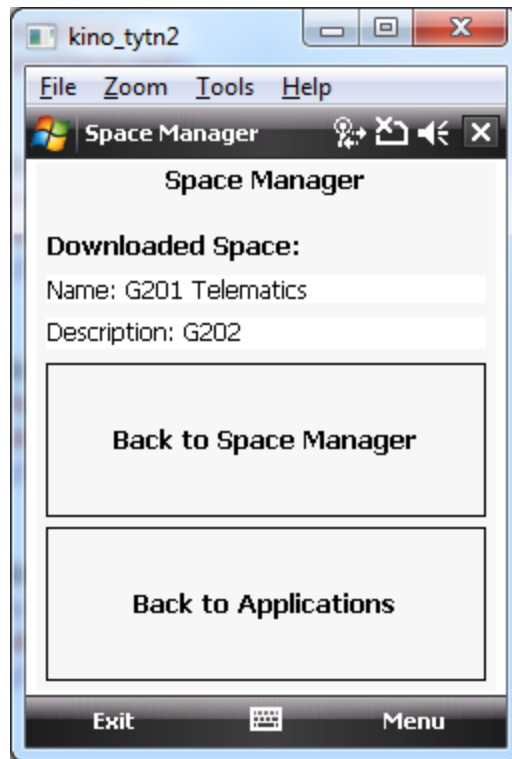 kino_tytn2
File Zoom Tools Help
Space Manager
Space Manager
Downloaded Space:
Name: G201 Telematics
Description: G202
Back to Space Manager
Back to Applications
Exit Menu